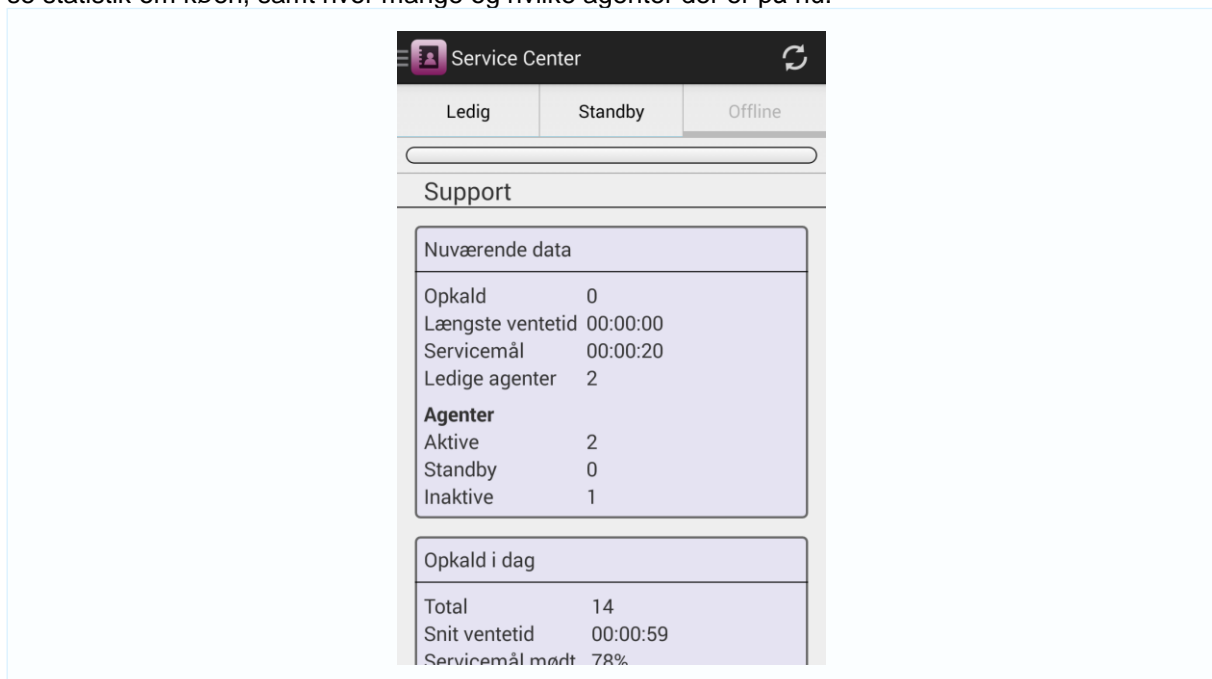 se statistik om køen, samt hvor mange og hvilke agenter der er på nu.
Service Center
Ledig Standby Offline
Support
Nuværende data
Opkald 0
Længste ventetid 00:00:00
Servicemål 00:00:20
Ledige agenter 2
Agenter
Aktive 2
Standby 0
Inaktive 1
Opkald i dag
Total 14
Snit ventetid 00:00:59
Servicemål mødt 78%